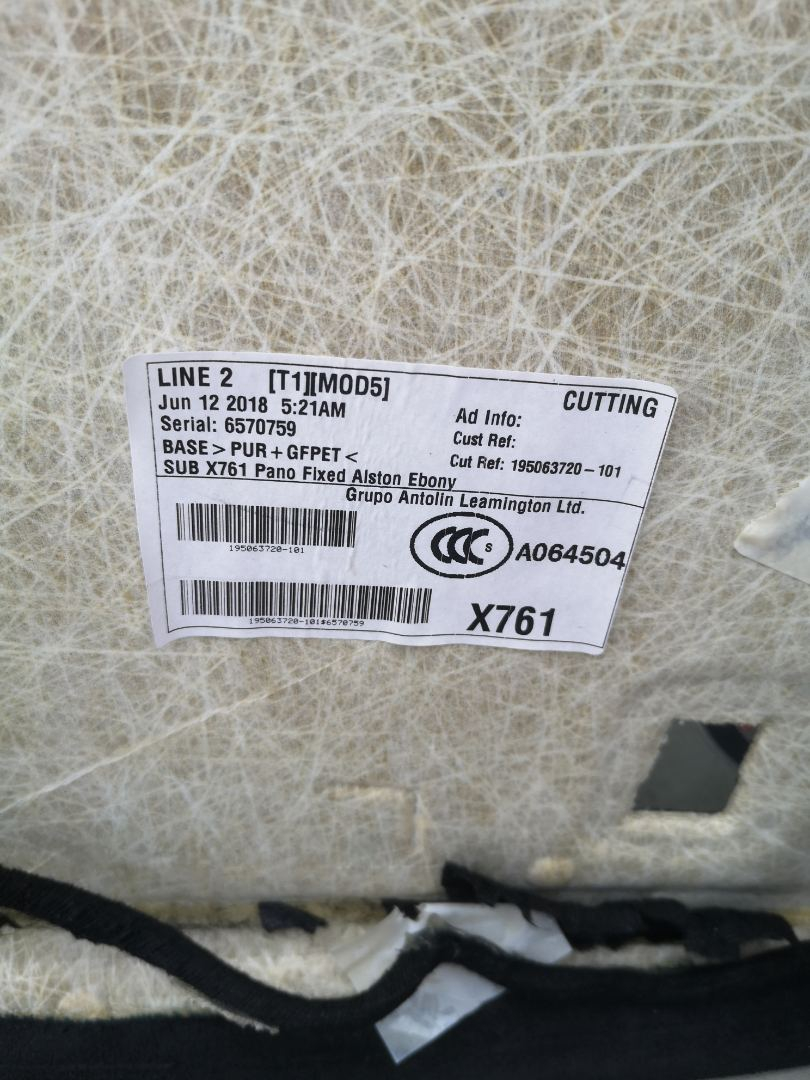 LINE 2 [T1][MOD5]
CUTTING
Jun 12 2018 5:21AM
Ad Info:
Serial: 6570759
Cust Ref:
BASE > PUR + GFPET <
Cut Ref: 195063720-101
SUB X761 Pano Fixed Alston Ebony
Grupo Antolin Leamington Ltd.
195063720-101
CCC S A064504
195063720-101$6570759
X761